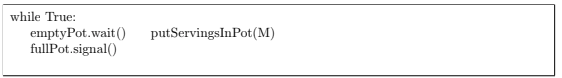 while True:
emptyPot.wait() putServingsInPot(M)
fullPot.signal()